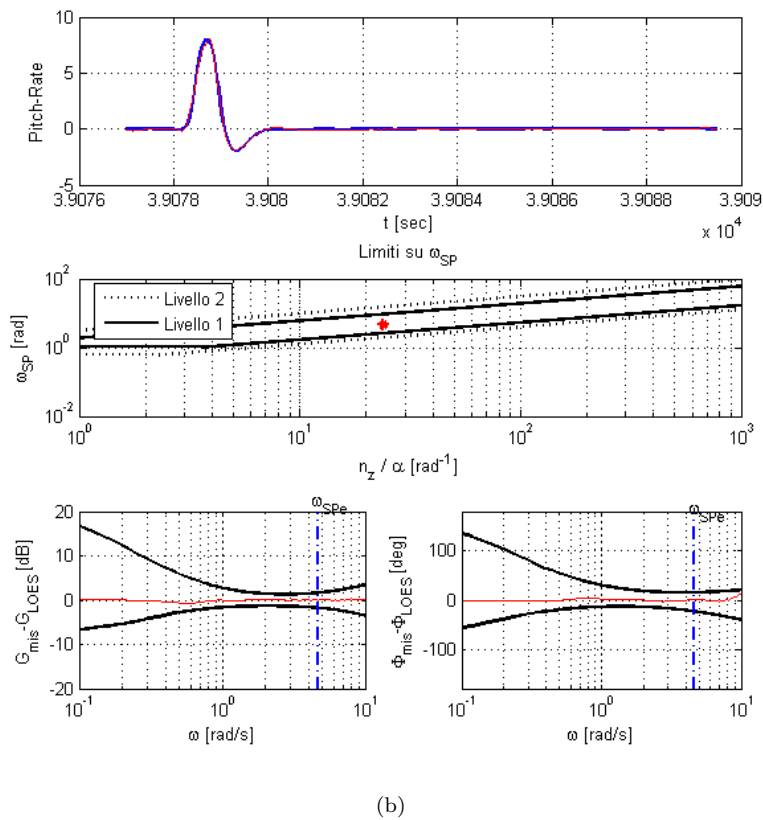 10
5
0
-5
Pitch-Rate
3.9076 3.9078 3.908 3.9082 3.9084 3.9086 3.9088 3.909
t [sec]
x 10^4
Limiti su ω_SP
10^2
10^0
10^-2
ω_SP [rad]
Livello 2
Livello 1
10^0 10^1 10^2 10^3
n_z / α [rad^-1]
20
10
0
-10
-20
G_mis-G_LOES [dB]
ω_SPe
10^-1 10^0 10^1
ω [rad/s]
100
0
-100
Φ_mis-Φ_LOES [deg]
ω_SPe
10^-1 10^0 10^1
ω [rad/s]
(b)